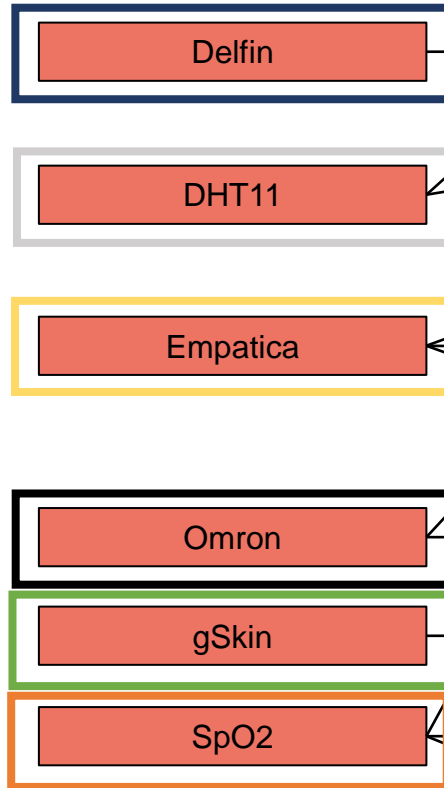 Delfin
DHT11
Empatica
Omron
gSkin
SpO2